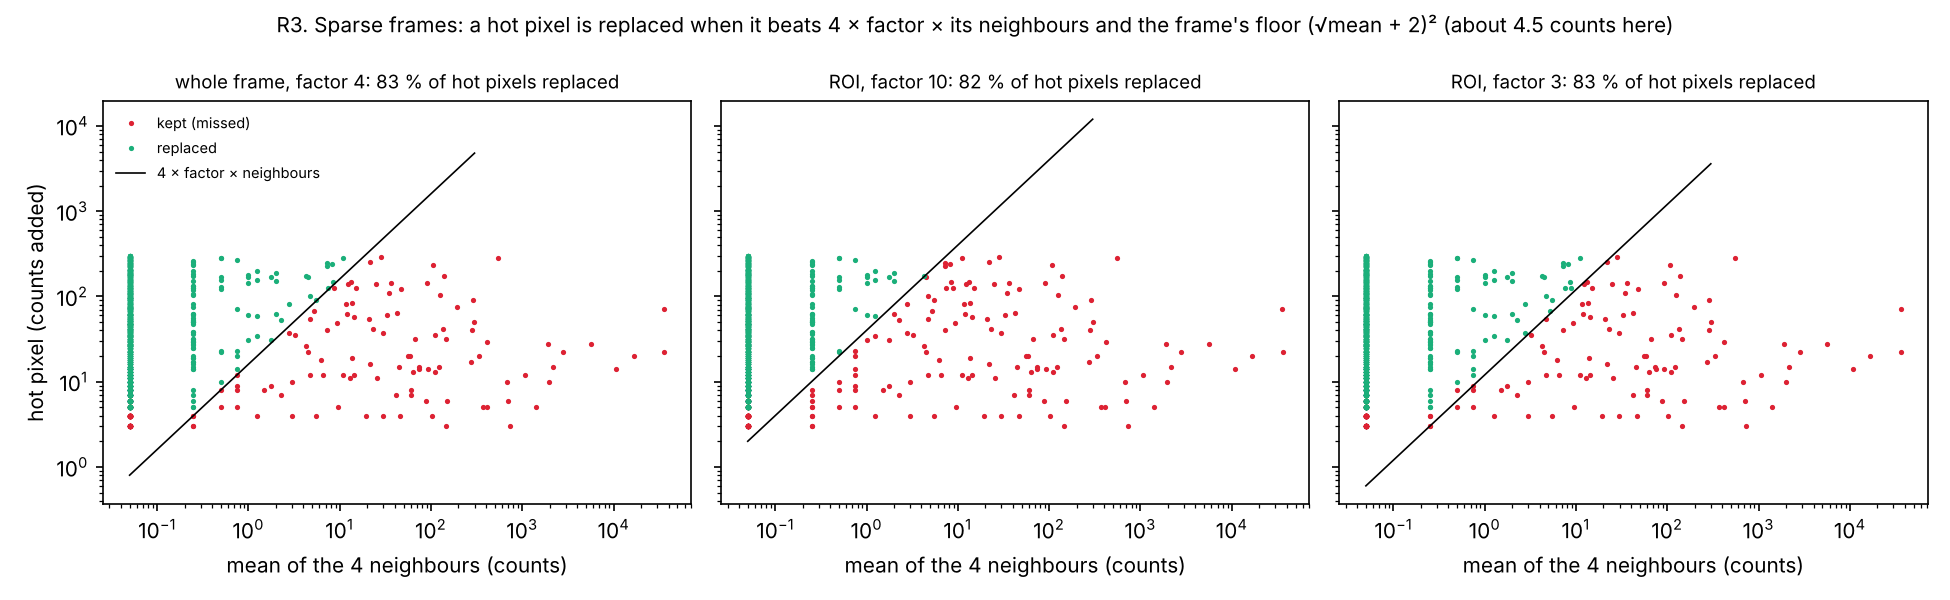 R3. Sparse frames: a hot pixel is replaced when it beats 4 × factor × its neighbours and the frame's floor (√mean + 2)² (about 4.5 counts here)
whole frame, factor 4: 83 % of hot pixels replaced
ROI, factor 10: 82 % of hot pixels replaced
ROI, factor 3: 83 % of hot pixels replaced
kept (missed)
replaced
4 × factor × neighbours
hot pixel (counts added)
10⁴
10³
10²
10¹
10⁰
10⁻¹ 10⁰ 10¹ 10² 10³ 10⁴
10⁻¹ 10⁰ 10¹ 10² 10³ 10⁴
10⁻¹ 10⁰ 10¹ 10² 10³ 10⁴
mean of the 4 neighbours (counts)
mean of the 4 neighbours (counts)
mean of the 4 neighbours (counts)